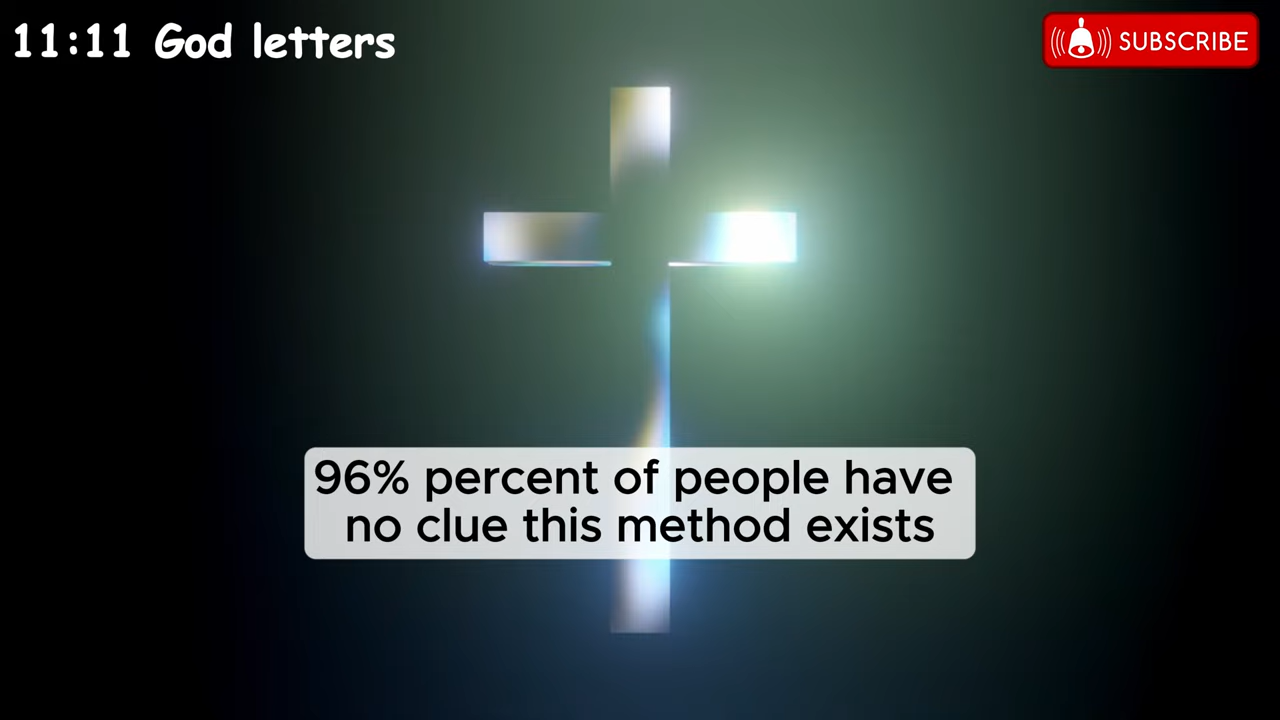 11:11 God letters
SUBSCRIBE
96% percent of people have
no clue this method exists